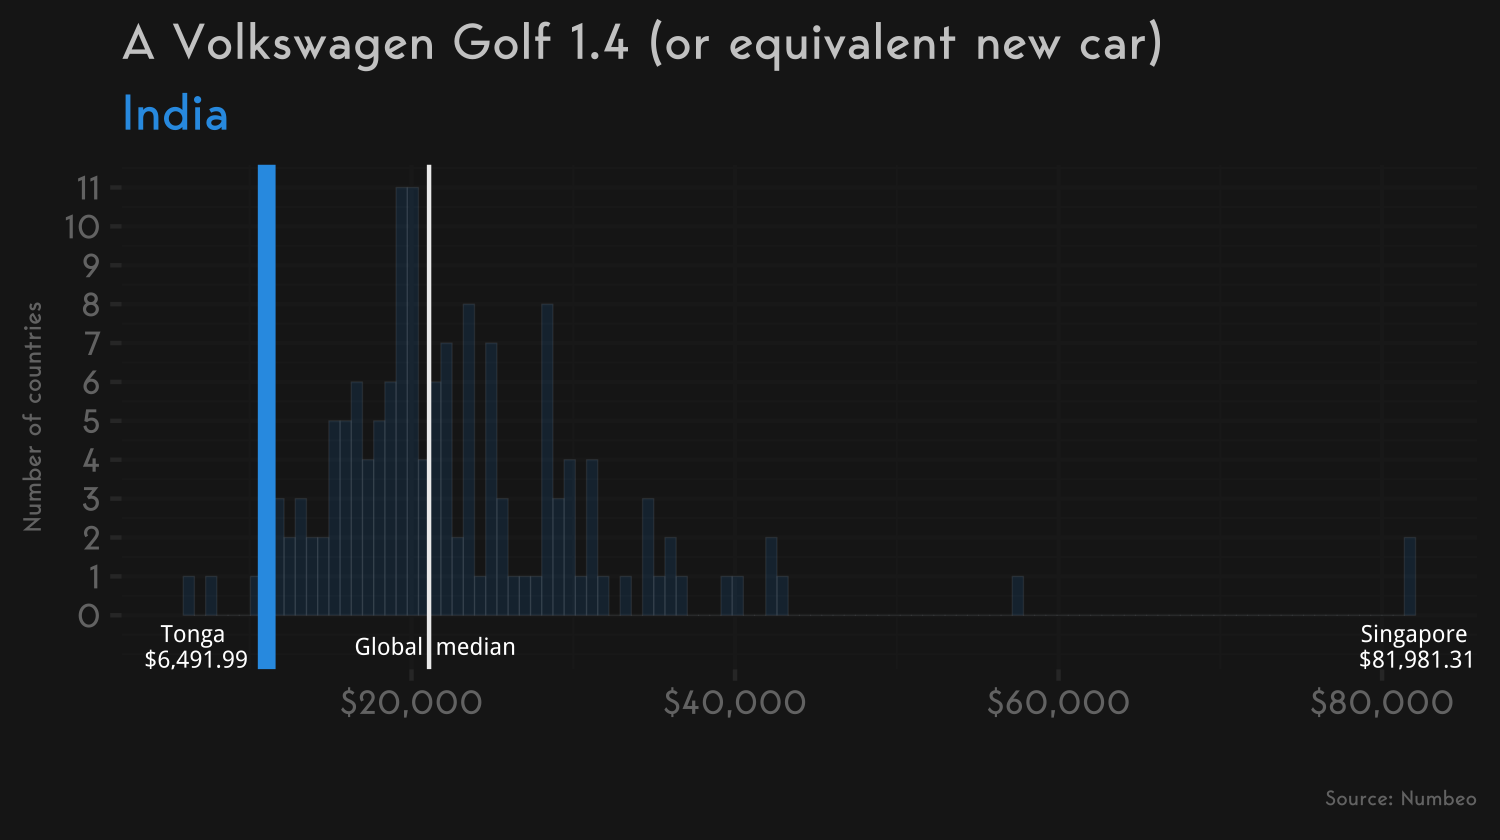 A Volkswagen Golf 1.4 (or equivalent new car)
India
Number of countries
11
10
9
8
7
6
5
4
3
2
1
0
Tonga
$6,491.99
Global median
Singapore
$81,981.31
$20,000
$40,000
$60,000
$80,000
Source: Numbeo